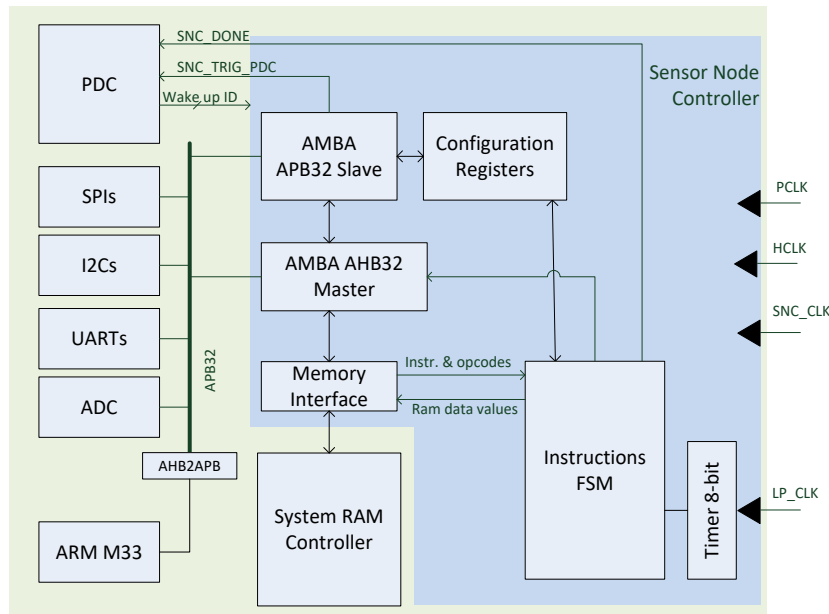 SNC_DONE
SNC_TRIG_PDC
PDC
Wake up ID
Sensor Node
Controller
AMBA
APB32 Slave
Configuration
Registers
SPIs
PCLK
I2Cs
AMBA AHB32
Master
HCLK
SNC_CLK
UARTs
APB32
Memory
Interface
Instr. & opcodes
Ram data values
ADC
AHB2APB
Instructions
FSM
System RAM
Controller
Timer 8-bit
LP_CLK
ARM M33